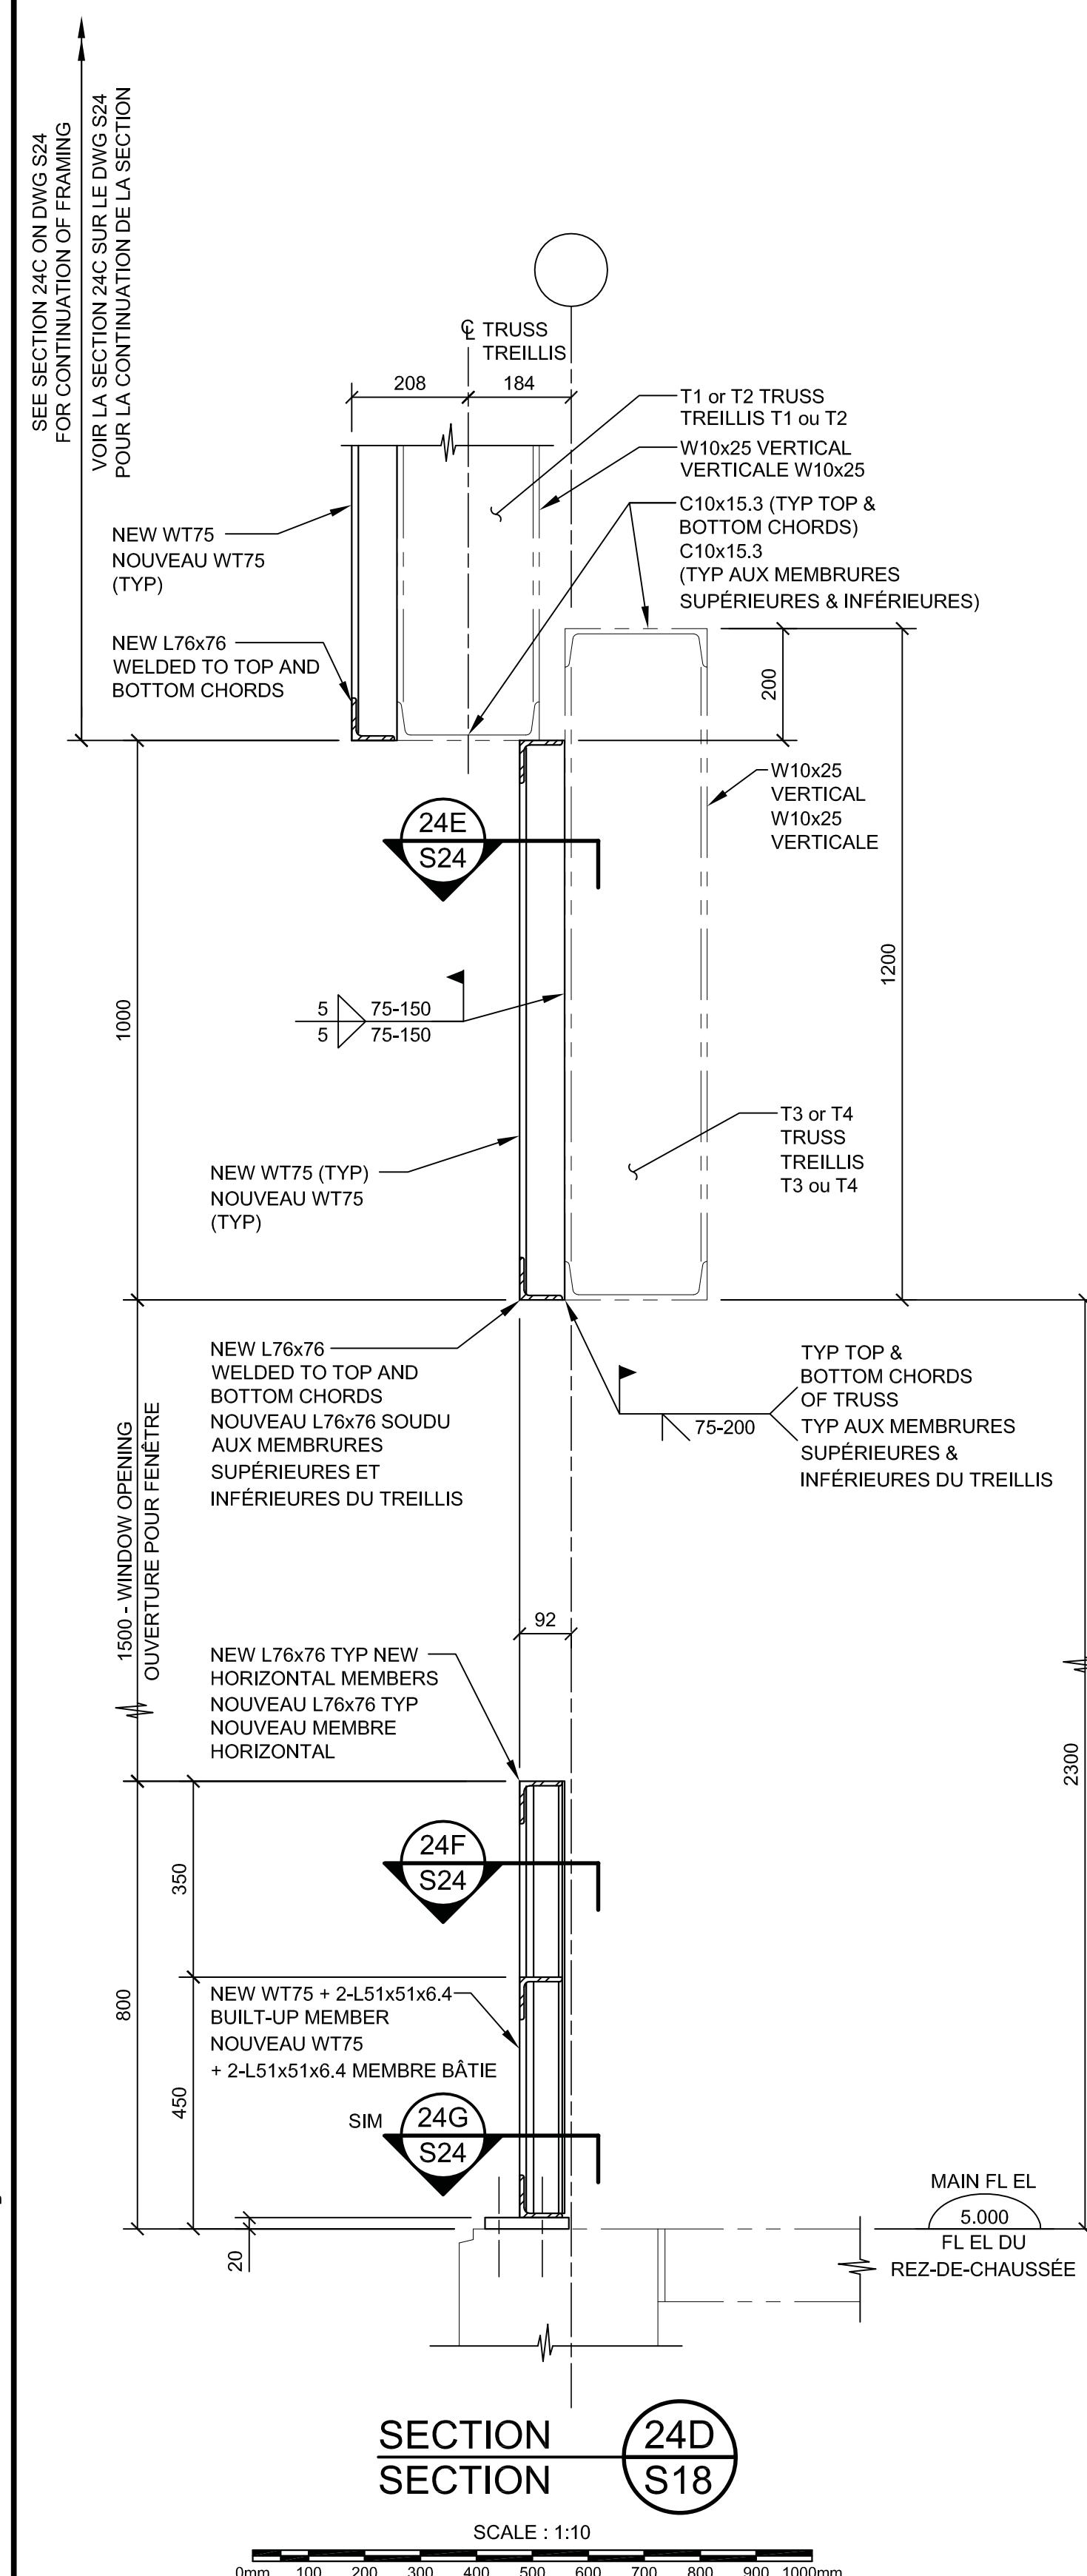 SEE SECTION 24C ON DWG S24
FOR CONTINUATION OF FRAMING
VOIR LA SECTION 24C SUR LE DWG S24
POUR LA CONTINUATION DE LA SECTION
℄ TRUSS
TREILLIS
208
184
T1 or T2 TRUSS
TREILLIS T1 ou T2
W10x25 VERTICAL
VERTICALE W10x25
C10x15.3 (TYP TOP &
BOTTOM CHORDS)
C10x15.3
(TYP AUX MEMBRURES
SUPÉRIEURES & INFÉRIEURES)
NEW WT75
NOUVEAU WT75
(TYP)
NEW L76x76
WELDED TO TOP AND
BOTTOM CHORDS
200
W10x25
VERTICAL
W10x25
VERTICALE
24E
S24
1200
1000
5
75-150
5
75-150
T3 or T4
TRUSS
TREILLIS
T3 ou T4
NEW WT75 (TYP)
NOUVEAU WT75
(TYP)
NEW L76x76
WELDED TO TOP AND
BOTTOM CHORDS
NOUVEAU L76x76 SOUDU
AUX MEMBRURES
SUPÉRIEURES ET
INFÉRIEURES DU TREILLIS
TYP TOP &
BOTTOM CHORDS
OF TRUSS
TYP AUX MEMBRURES
SUPÉRIEURES &
INFÉRIEURES DU TREILLIS
75-200
1500 - WINDOW OPENING
OUVERTURE POUR FENÊTRE
92
NEW L76x76 TYP NEW
HORIZONTAL MEMBERS
NOUVEAU L76x76 TYP
NOUVEAU MEMBRE
HORIZONTAL
2300
24F
S24
350
800
NEW WT75 + 2-L51x51x6.4
BUILT-UP MEMBER
NOUVEAU WT75
+ 2-L51x51x6.4 MEMBRE BÂTIE
450
SIM
24G
S24
20
MAIN FL EL
5.000
FL EL DU
REZ-DE-CHAUSSÉE
SECTION
SECTION
24D
S18
SCALE : 1:10
0mm 100 200 300 400 500 600 700 800 900 1000mm